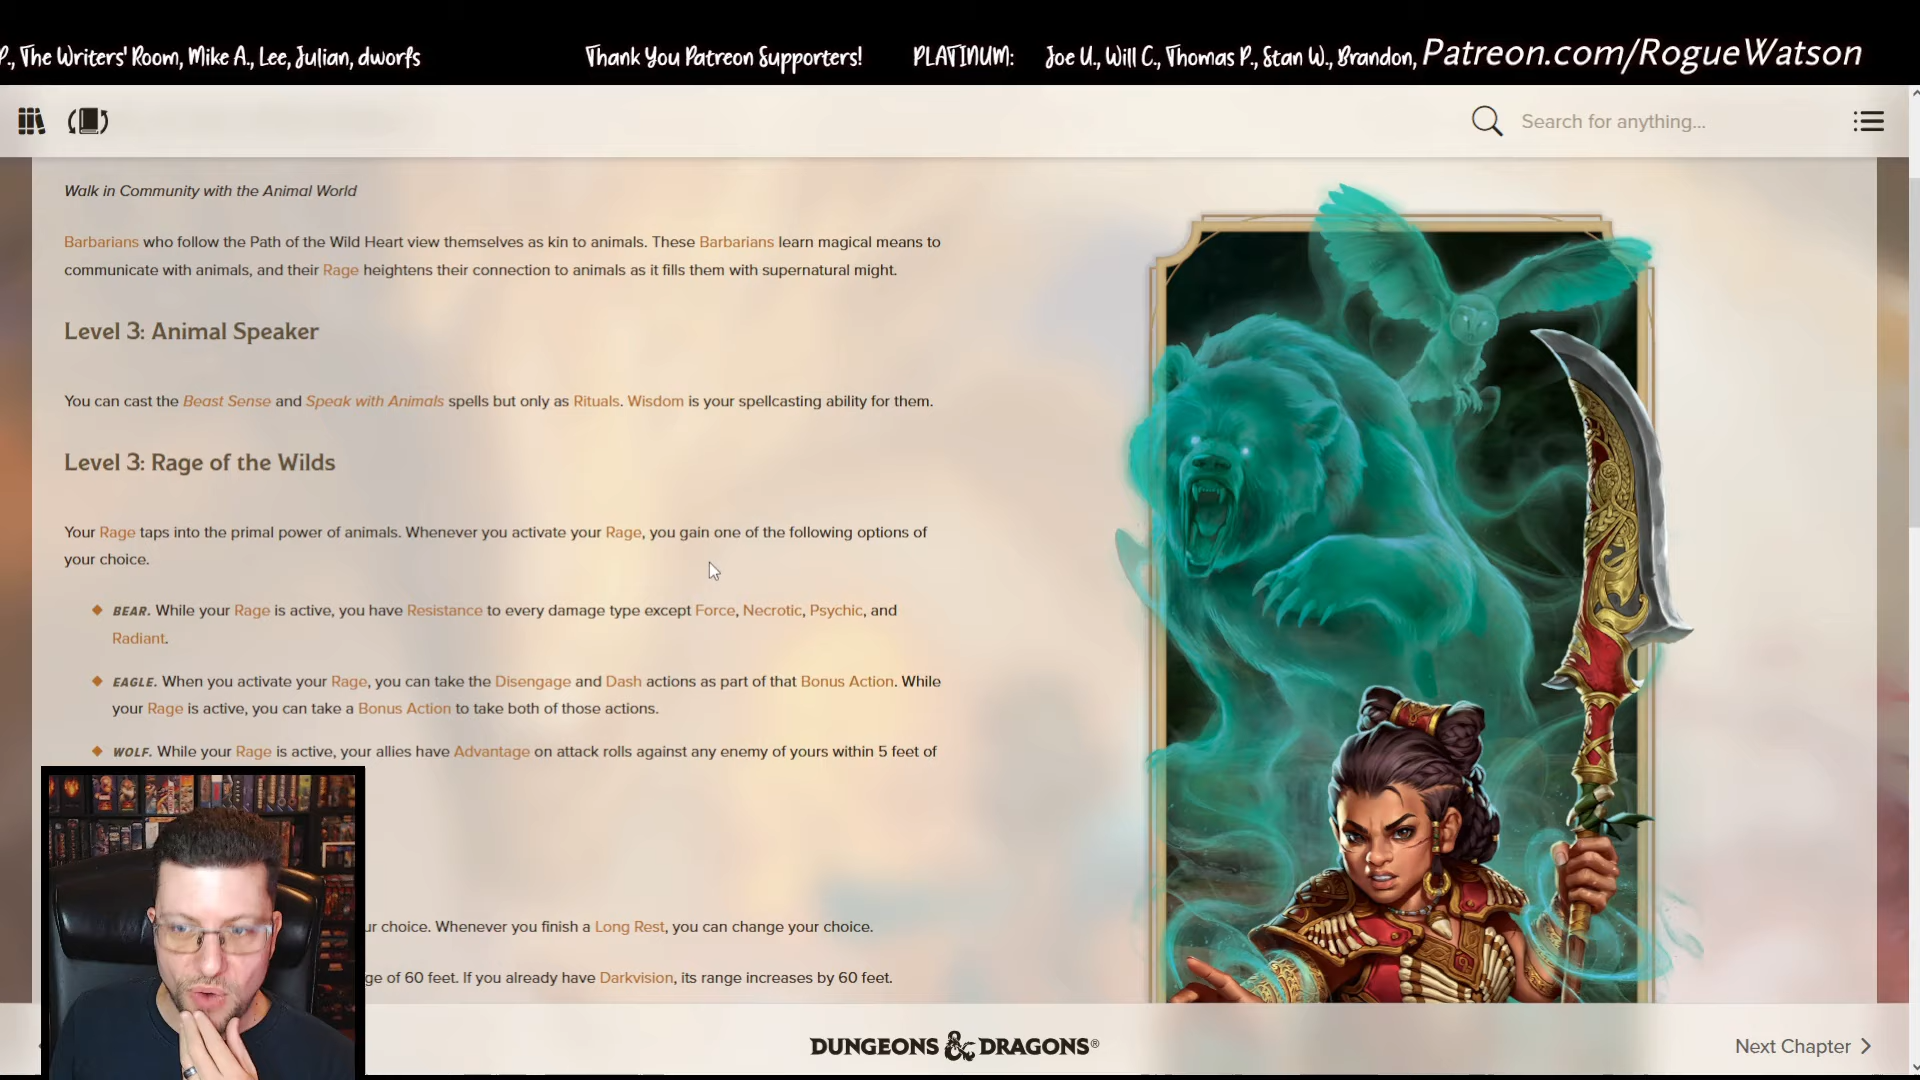 P., The Writers' Room, Mike A., Lee, Julian, dworfs Thank You Patreon Supporters! PLATINUM: Joe U., Will C., Thomas P., Stan W., Brandon, Patreon.com/RogueWatson
Search for anything...
Walk in Community with the Animal World
Barbarians who follow the Path of the Wild Heart view themselves as kin to animals. These Barbarians learn magical means to
communicate with animals, and their Rage heightens their connection to animals as it fills them with supernatural might.
Level 3: Animal Speaker
You can cast the Beast Sense and Speak with Animals spells but only as Rituals. Wisdom is your spellcasting ability for them.
Level 3: Rage of the Wilds
Your Rage taps into the primal power of animals. Whenever you activate your Rage, you gain one of the following options of
your choice.
BEAR. While your Rage is active, you have Resistance to every damage type except Force, Necrotic, Psychic, and
Radiant.
EAGLE. When you activate your Rage, you can take the Disengage and Dash actions as part of that Bonus Action. While
your Rage is active, you can take a Bonus Action to take both of those actions.
WOLF. While your Rage is active, your allies have Advantage on attack rolls against any enemy of yours within 5 feet of
ur choice. Whenever you finish a Long Rest, you can change your choice.
ge of 60 feet. If you already have Darkvision, its range increases by 60 feet.
DUNGEONS & DRAGONS®
Next Chapter